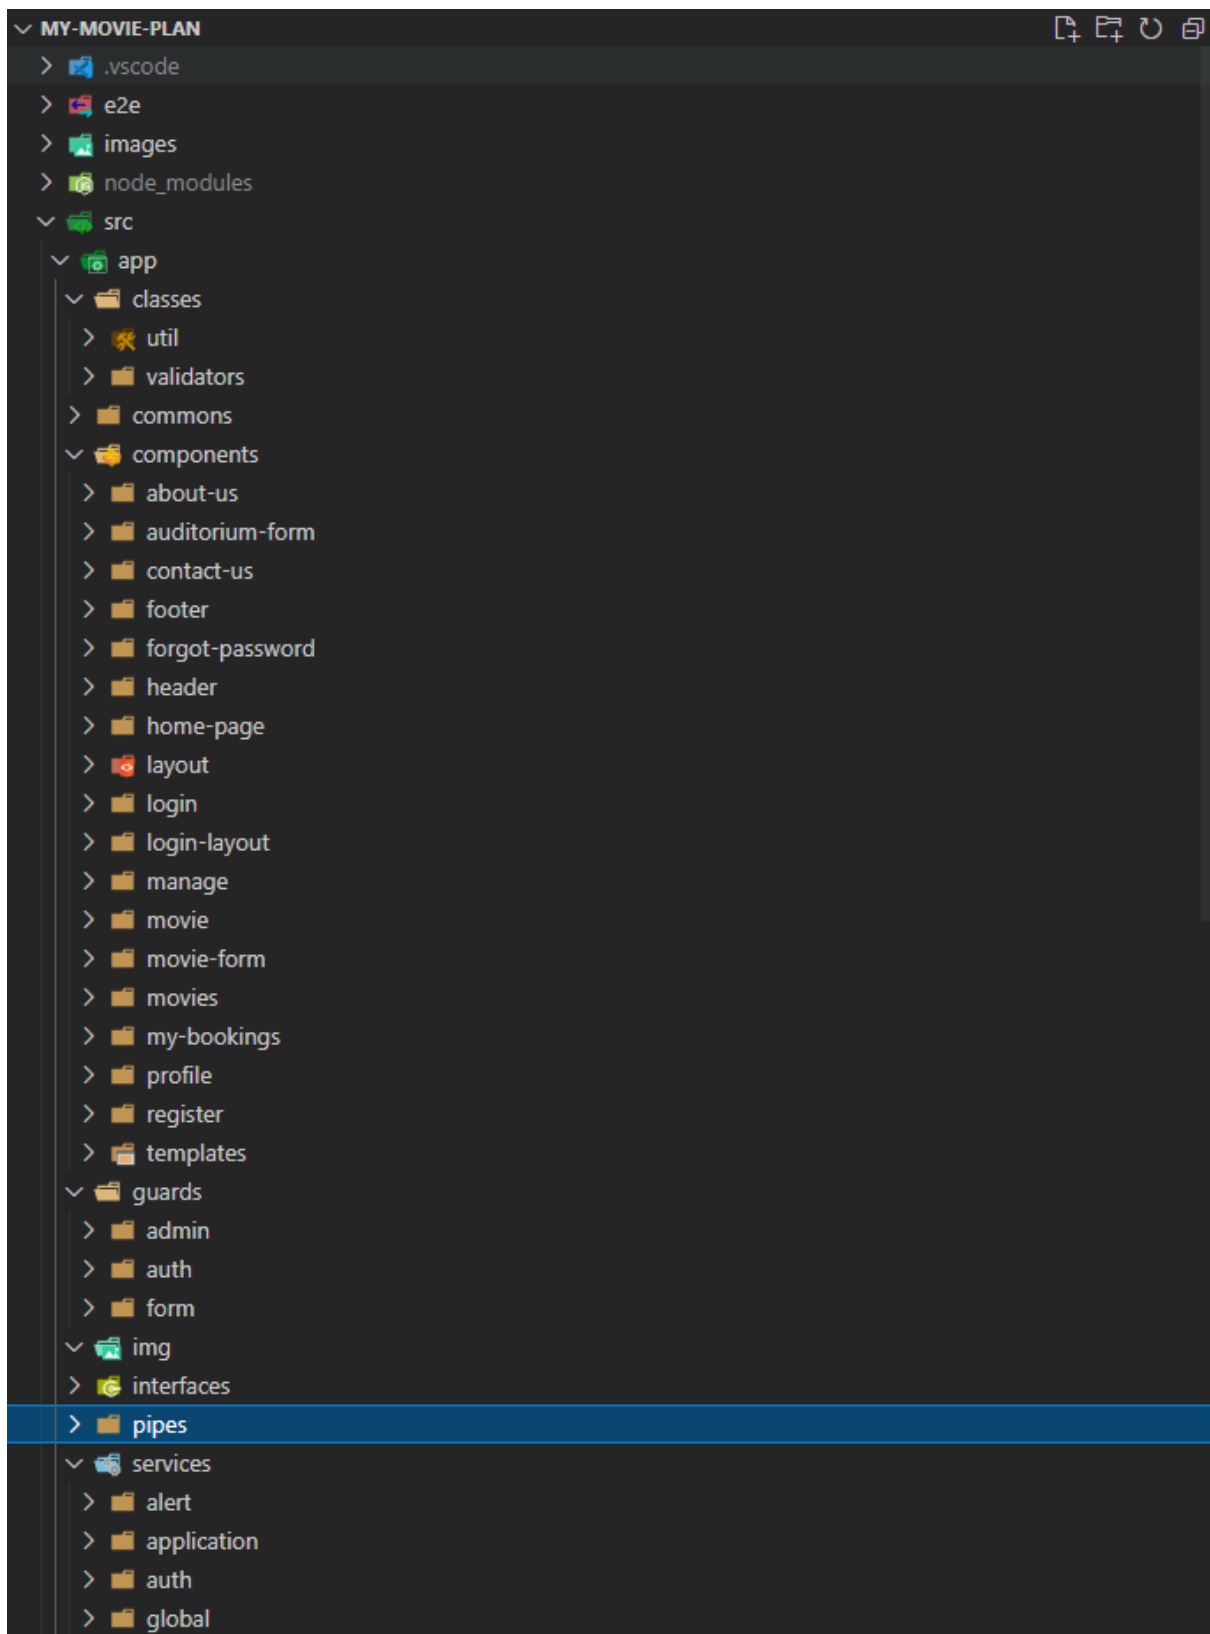 MY-MOVIE-PLAN
.vscode
e2e
images
node_modules
src
app
classes
util
validators
commons
components
about-us
auditorium-form
contact-us
footer
forgot-password
header
home-page
layout
login
login-layout
manage
movie
movie-form
movies
my-bookings
profile
register
templates
guards
admin
auth
form
img
interfaces
pipes
services
alert
application
auth
global